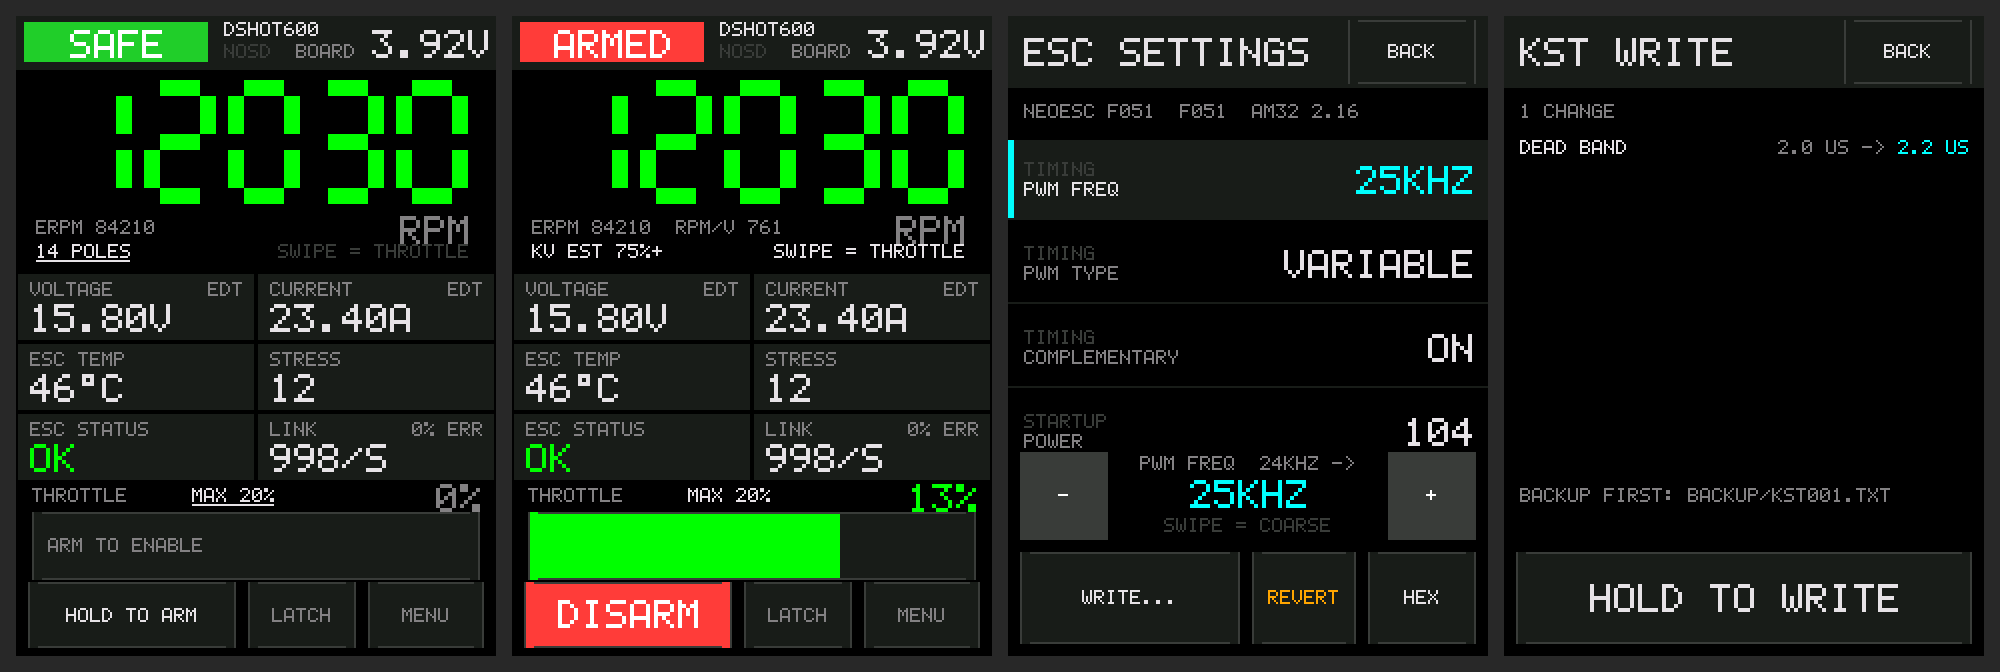 SAFE
DSHOT600
NOSD BOARD
3.92V
12030
ERPM 84210
RPM
14 POLES
SWIPE = THROTTLE
VOLTAGE EDT
15.80V
CURRENT EDT
23.40A
ESC TEMP
46°C
STRESS
12
ESC STATUS
OK
LINK 0% ERR
998/S
THROTTLE MAX 20% 0%
ARM TO ENABLE
HOLD TO ARM
LATCH
MENU
ARMED
DSHOT600
NOSD BOARD
3.92V
12030
ERPM 84210 RPM/V 761
RPM
KV EST 75%+
SWIPE = THROTTLE
VOLTAGE EDT
15.80V
CURRENT EDT
23.40A
ESC TEMP
46°C
STRESS
12
ESC STATUS
OK
LINK 0% ERR
998/S
THROTTLE MAX 20% 13%
DISARM
LATCH
MENU
ESC SETTINGS
BACK
NEOESC F051 F051 AM32 2.16
TIMING
PWM FREQ
25KHZ
TIMING
PWM TYPE
VARIABLE
TIMING
COMPLEMENTARY
ON
STARTUP
POWER
104
-
PWM FREQ 24KHZ ->
25KHZ
SWIPE = COARSE
+
WRITE...
REVERT
HEX
KST WRITE
BACK
1 CHANGE
DEAD BAND 2.0 US -> 2.2 US
BACKUP FIRST: BACKUP/KST001.TXT
HOLD TO WRITE